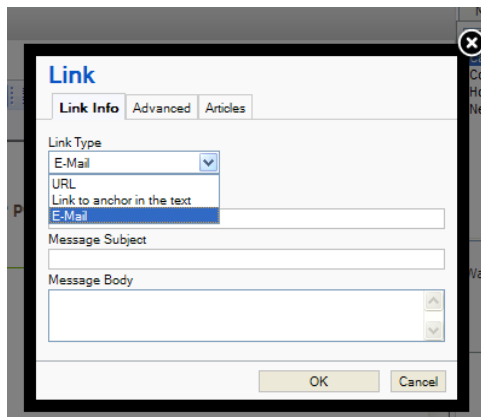 Link
Link Info Advanced Articles
Link Type
E-Mail
URL
Link to anchor in the text
E-Mail
Message Subject
Message Body
OK Cancel